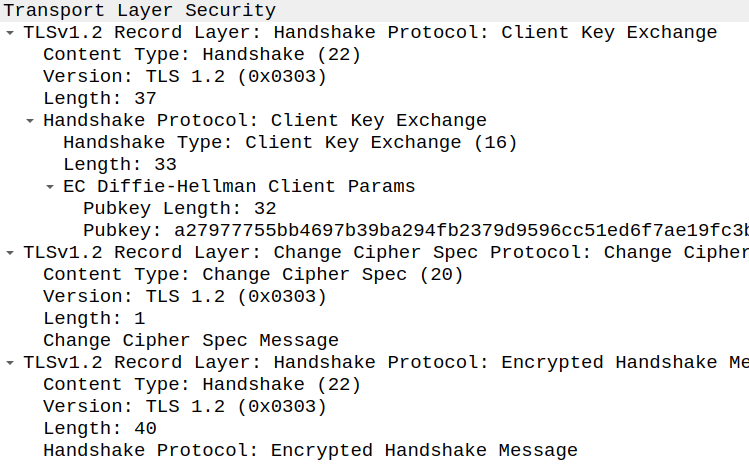 Transport Layer Security
TLSv1.2 Record Layer: Handshake Protocol: Client Key Exchange
Content Type: Handshake (22)
Version: TLS 1.2 (0x0303)
Length: 37
Handshake Protocol: Client Key Exchange
Handshake Type: Client Key Exchange (16)
Length: 33
EC Diffie-Hellman Client Params
Pubkey Length: 32
Pubkey: a27977755bb4697b39ba294fb2379d9596cc51ed6f7ae19fc3b
TLSv1.2 Record Layer: Change Cipher Spec Protocol: Change Cipher
Content Type: Change Cipher Spec (20)
Version: TLS 1.2 (0x0303)
Length: 1
Change Cipher Spec Message
TLSv1.2 Record Layer: Handshake Protocol: Encrypted Handshake Me
Content Type: Handshake (22)
Version: TLS 1.2 (0x0303)
Length: 40
Handshake Protocol: Encrypted Handshake Message